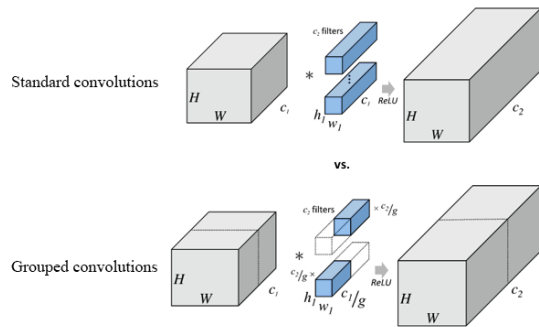 c₂ filters
Standard convolutions
*
H
W
c₁
h₁ w₁
c₁
ReLU
H
W
c₂
vs.
c₂ filters
× c₂/g
Grouped convolutions
*
c₂/g ×
H
W
c₁
h₁ w₁
c₁/g
ReLU
H
W
c₂